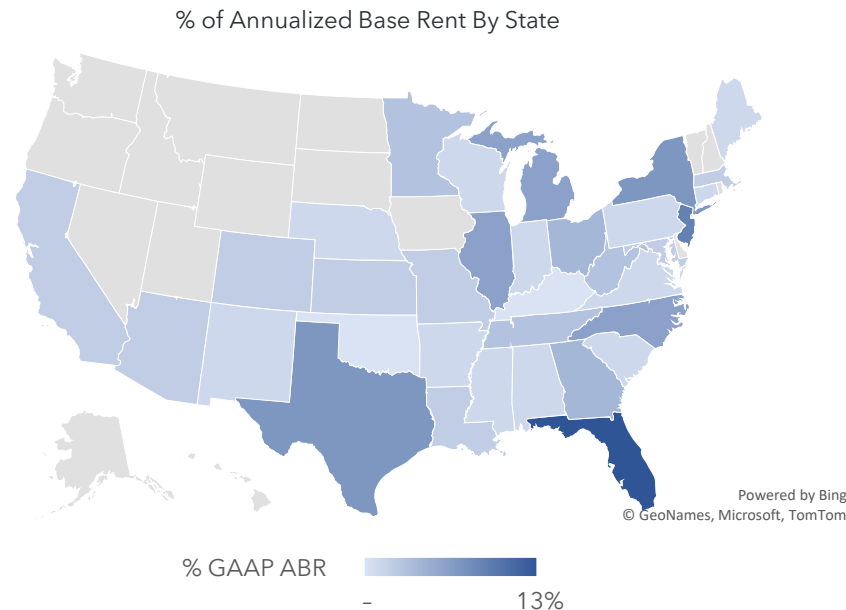 % of Annualized Base Rent By State
Powered by Bing
© GeoNames, Microsoft, TomTom
% GAAP ABR
– 13%